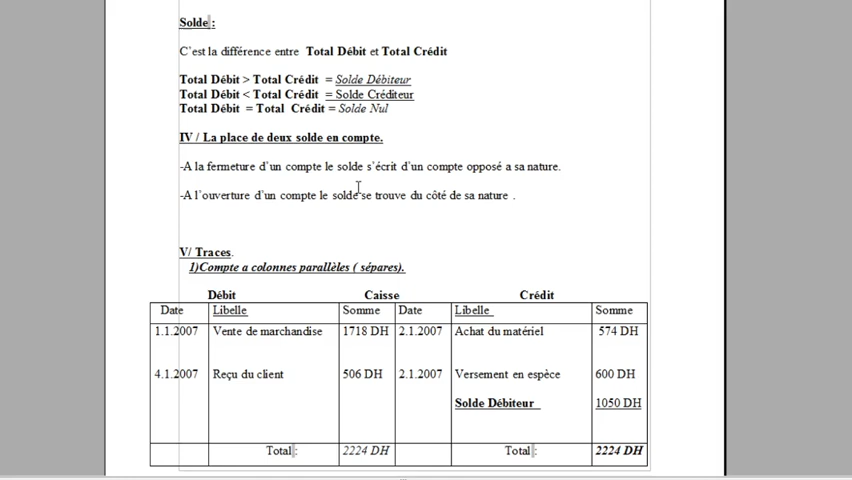 Solde :
C'est la différence entre Total Débit et Total Crédit
Total Débit > Total Crédit = Solde Débiteur
Total Débit < Total Crédit = Solde Créditeur
Total Débit = Total Crédit = Solde Nul
IV / La place de deux solde en compte.
-A la fermeture d'un compte le solde s'écrit d'un compte opposé a sa nature.
-A l'ouverture d'un compte le solde se trouve du côté de sa nature .
V/ Traces.
1)Compte a colonnes parallèles ( sépares).
Débit Caisse Crédit
Date Libelle Somme Date Libelle Somme
1.1.2007 Vente de marchandise 1718 DH 2.1.2007 Achat du matériel 574 DH
4.1.2007 Reçu du client 506 DH 2.1.2007 Versement en espèce 600 DH
Solde Débiteur 1050 DH
Total : 2224 DH Total : 2224 DH